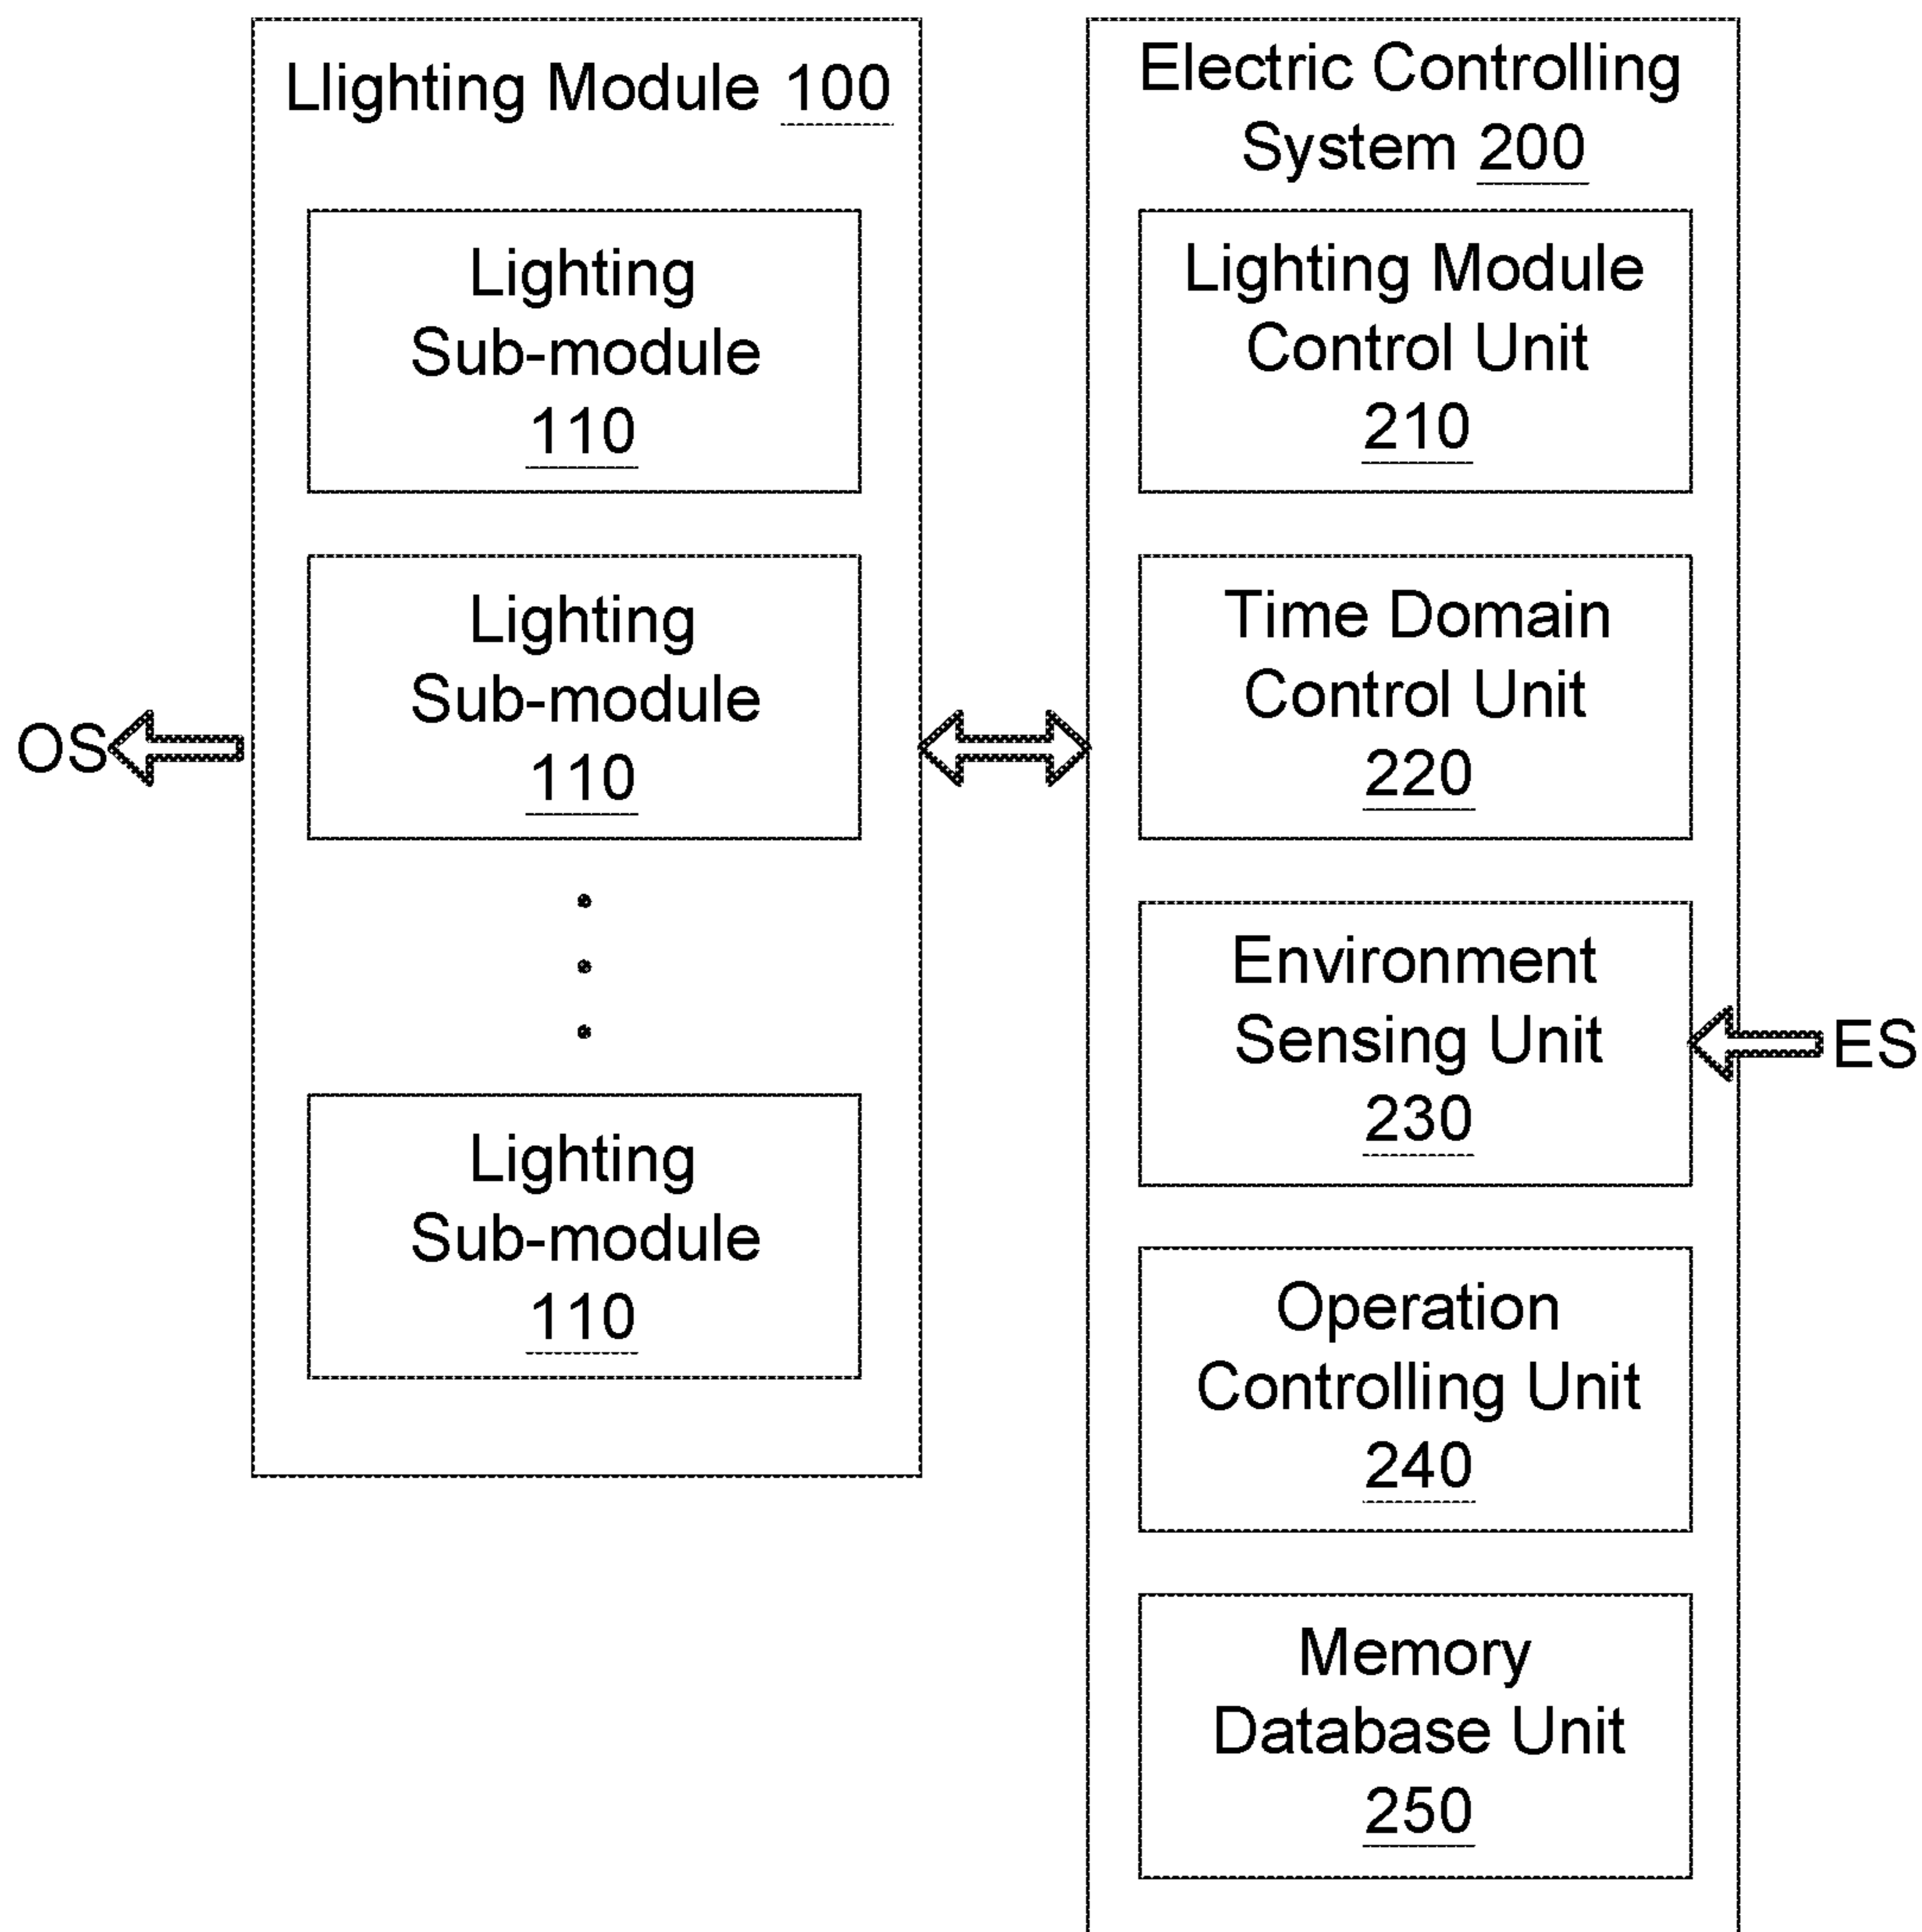 Llighting Module 100
Lighting
Sub-module
110
Lighting
Sub-module
110
Lighting
Sub-module
110
OS
Electric Controlling
System 200
Lighting Module
Control Unit
210
Time Domain
Control Unit
220
Environment
Sensing Unit
230
Operation
Controlling Unit
240
Memory
Database Unit
250
ES